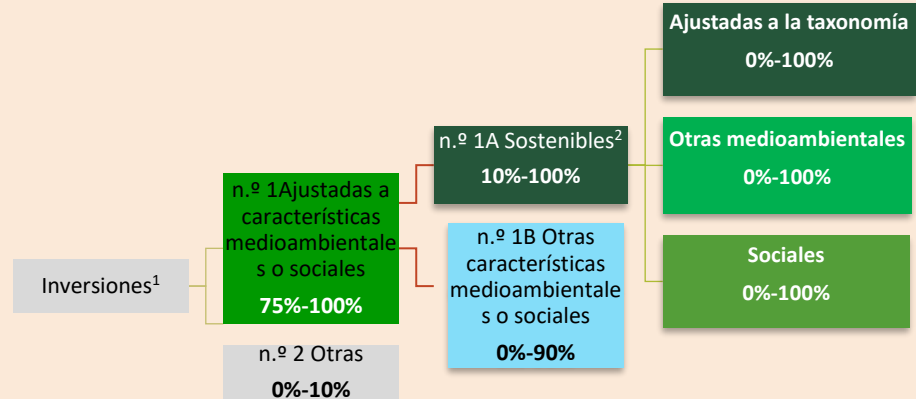 Inversiones¹
n.º 1Ajustadas a
características
medioambientale
s o sociales
75%-100%
n.º 2 Otras
0%-10%
n.º 1A Sostenibles²
10%-100%
n.º 1B Otras
características
medioambientale
s o sociales
0%-90%
Ajustadas a la taxonomía
0%-100%
Otras medioambientales
0%-100%
Sociales
0%-100%